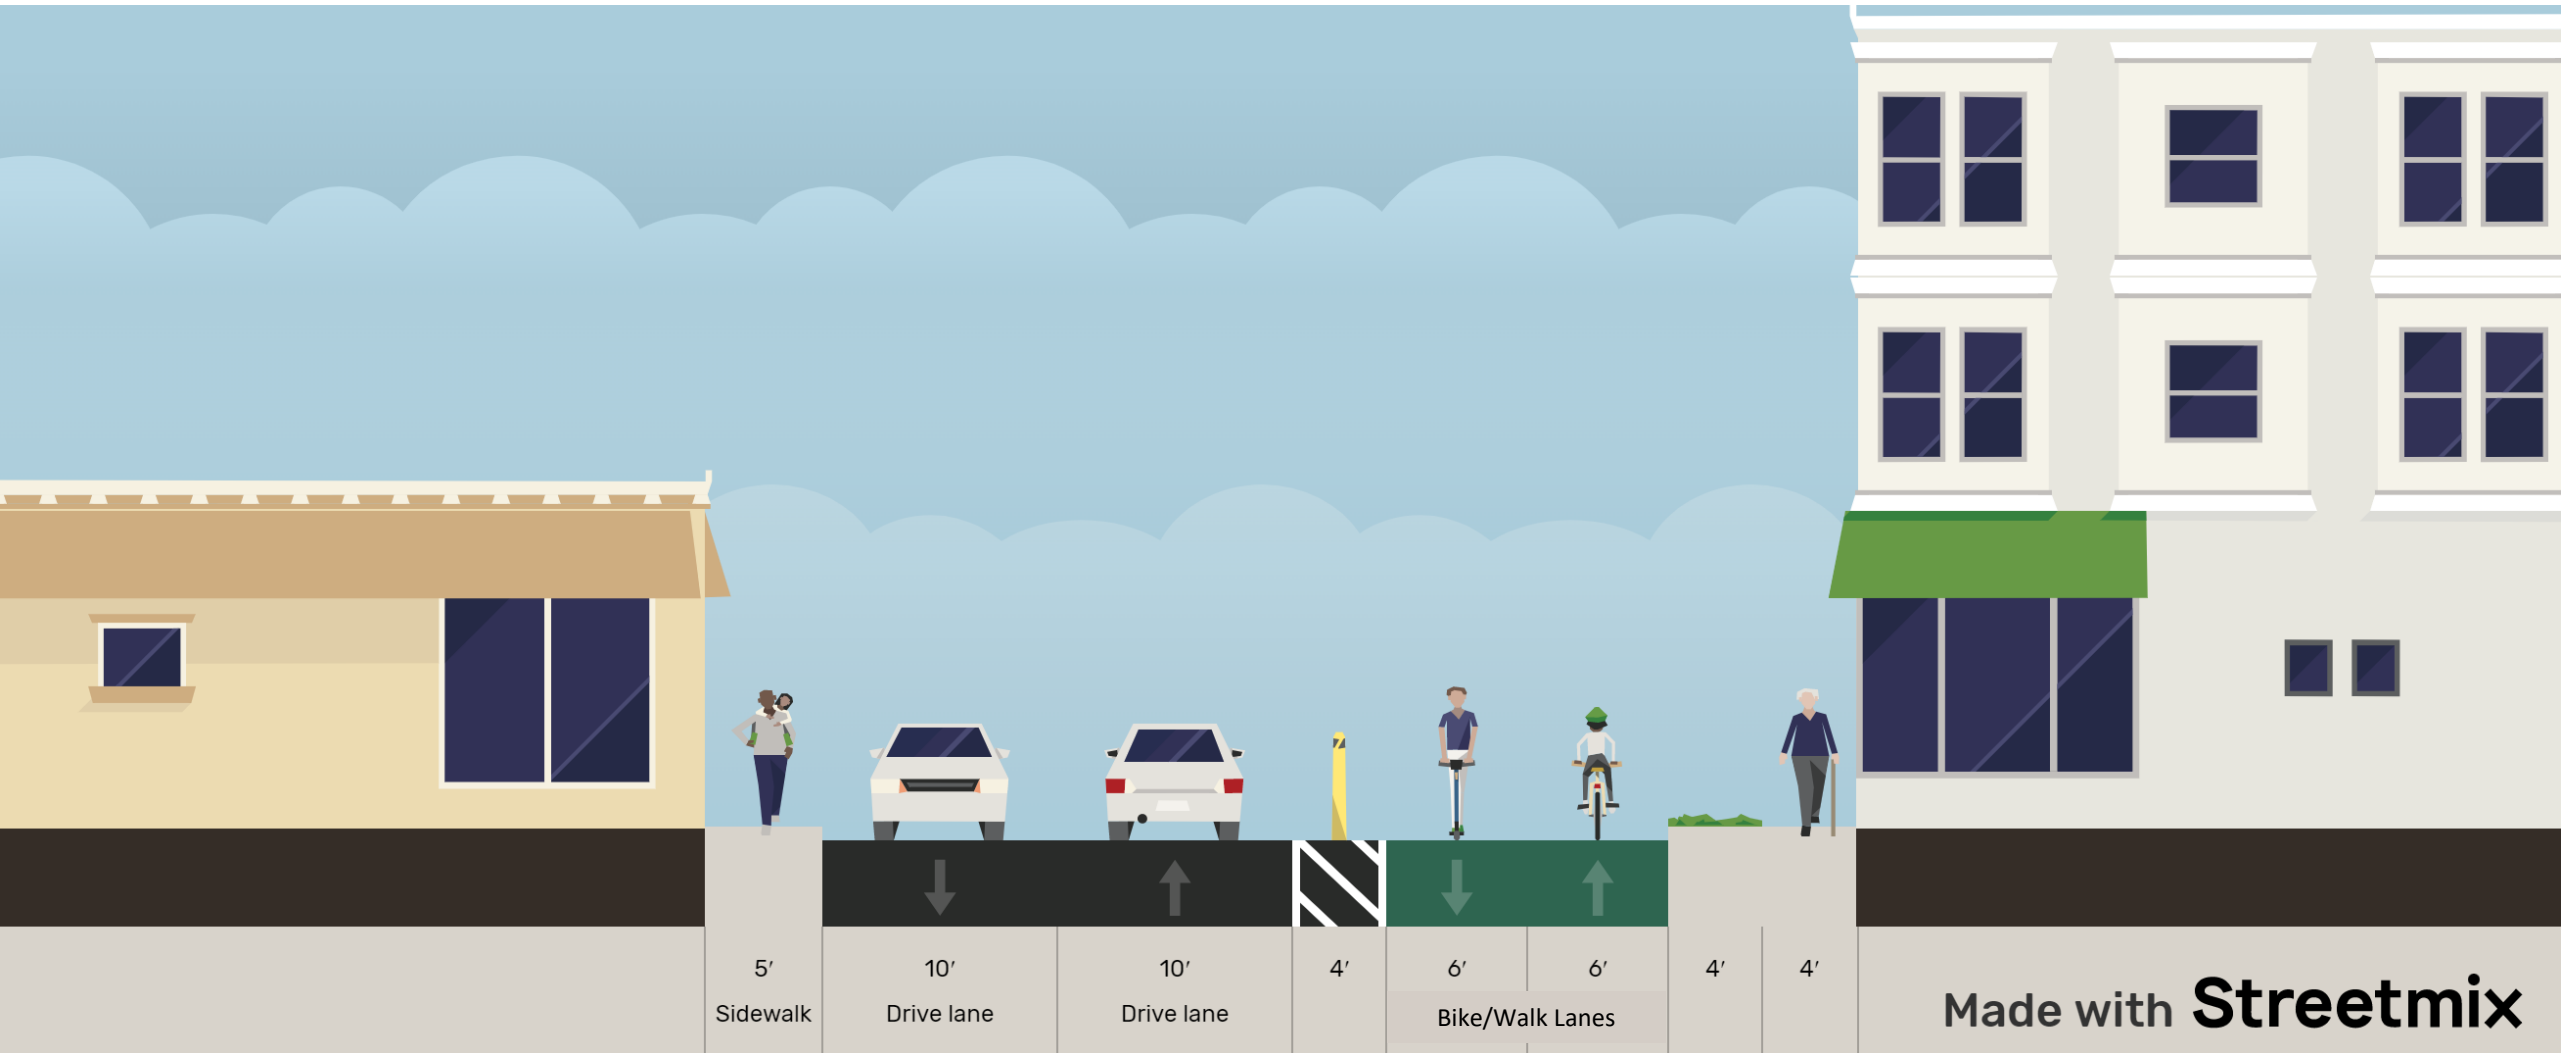 5′ 10′ 10′ 4′ 6′ 6′ 4′ 4′
Sidewalk Drive lane Drive lane Bike/Walk Lanes
Made with Streetmix